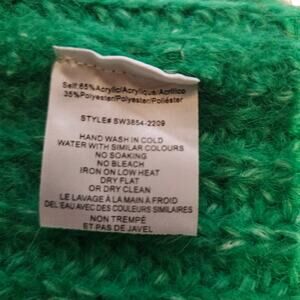 Self:65%Acrylic/Acrylique/Acrilico
35%Polyester/Polyester/Poliéster
STYLE# SW3854-2209
HAND WASH IN COLD
WATER WITH SIMILAR COLOURS
NO SOAKING
NO BLEACH
IRON ON LOW HEAT
DRY FLAT
OR DRY CLEAN
LE LAVAGE À LA MAIN À FROID
DEL'EAU AVEC DES COULEURS SIMILAIRES
NON TREMPÉ
ET PAS DE JAVEL